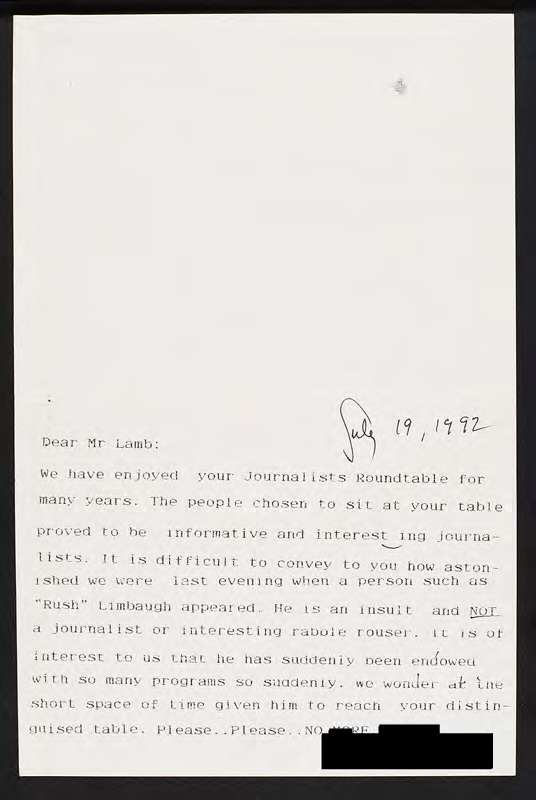 July 19, 1992
Dear Mr Lamb:
We have enjoyed your Journalists Roundtable for
many years. The people chosen to sit at your table
proved to be informative and interest ing journa-
lists. It is difficult to convey to you how aston-
ished we were last evening when a person such as
"Rush" Limbaugh appeared. He is an insult and NOT
a journalist or interesting rabble rouser. It is of
interest to us that he has suddenly been endowed
with so many programs so suddenly. We wonder at the
short space of time given him to reach your distin-
guised table. Please..Please..NO MORE